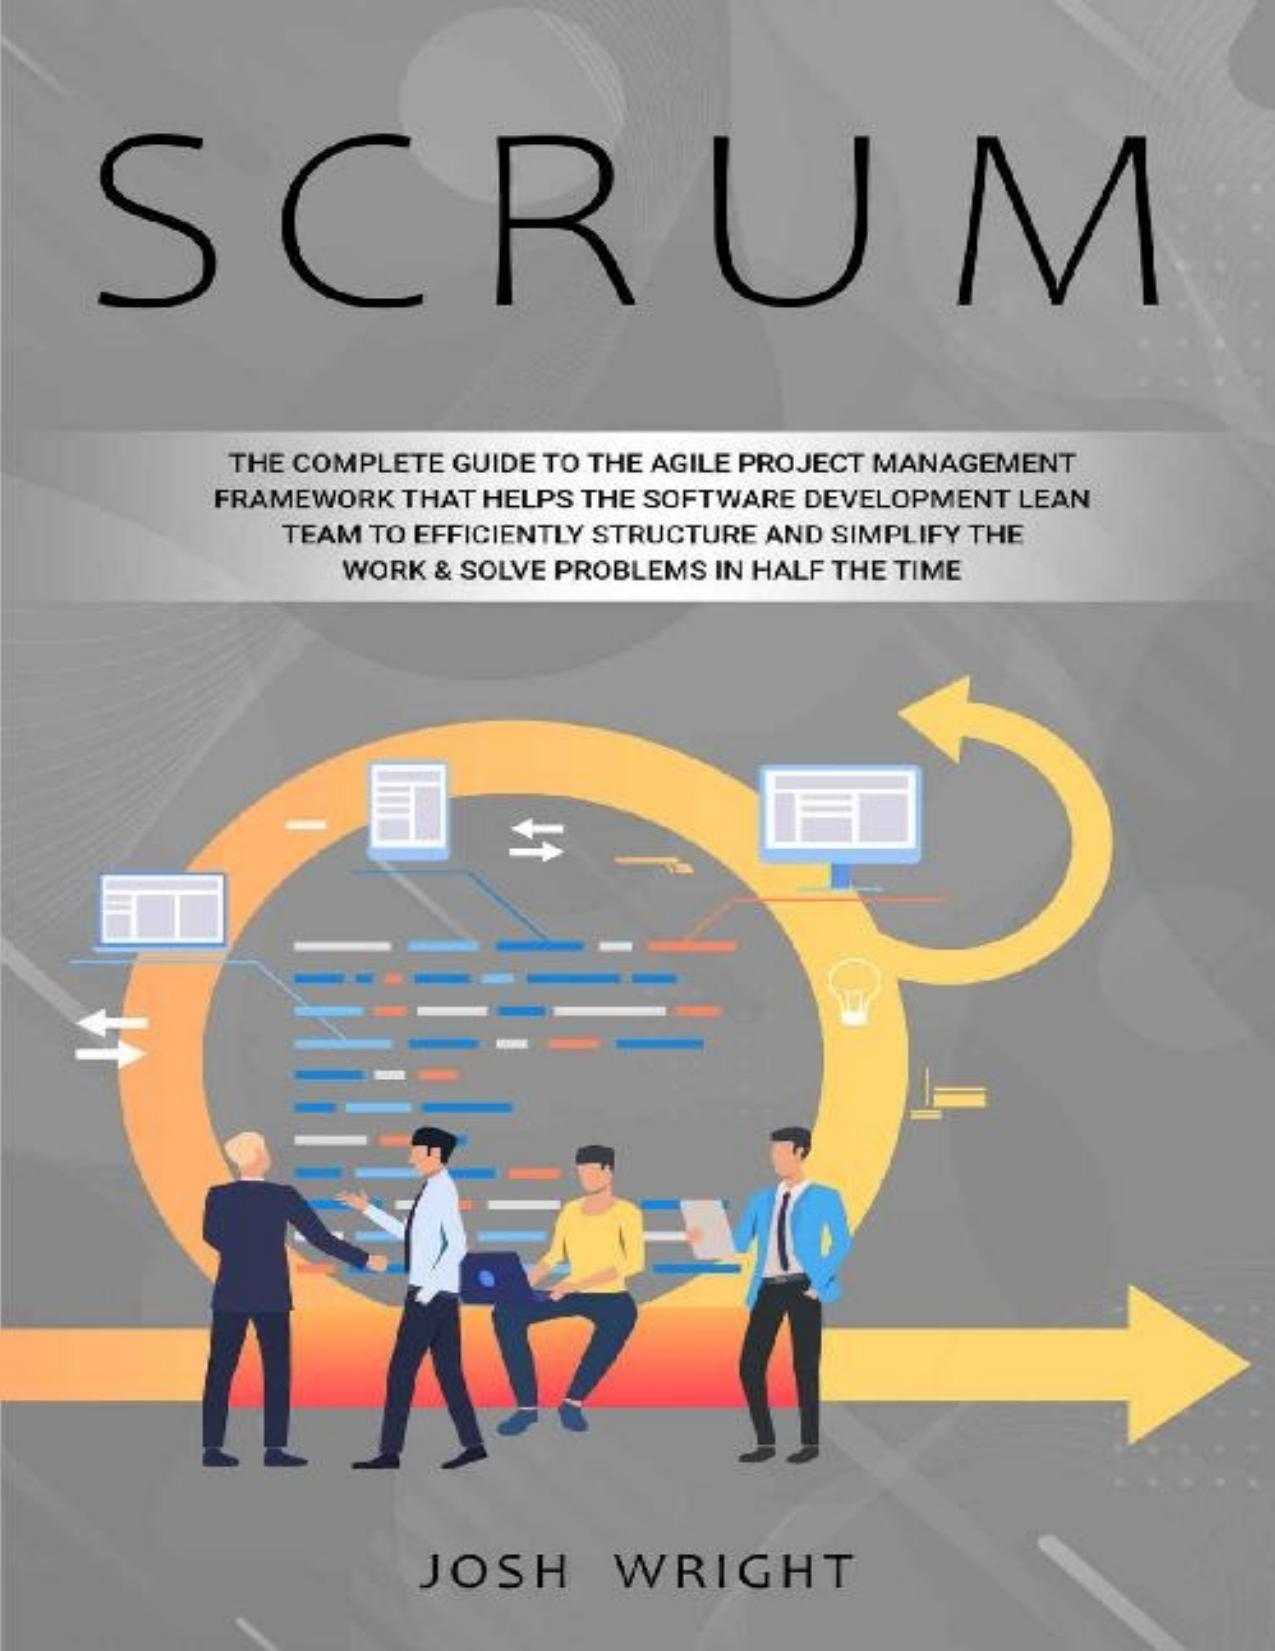 SCRUM
THE COMPLETE GUIDE TO THE AGILE PROJECT MANAGEMENT
FRAMEWORK THAT HELPS THE SOFTWARE DEVELOPMENT LEAN
TEAM TO EFFICIENTLY STRUCTURE AND SIMPLIFY THE
WORK & SOLVE PROBLEMS IN HALF THE TIME
JOSH WRIGHT